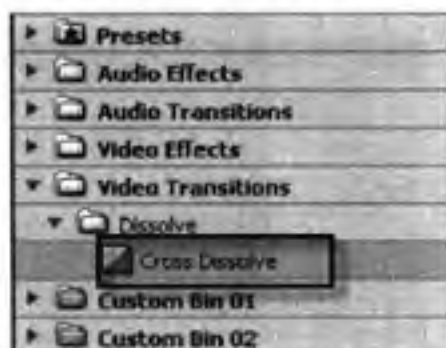 Presets
Audio Effects
Audio Transitions
Video Effects
Video Transitions
Dissolve
Cross Dissolve
Custom Bin 01
Custom Bin 02